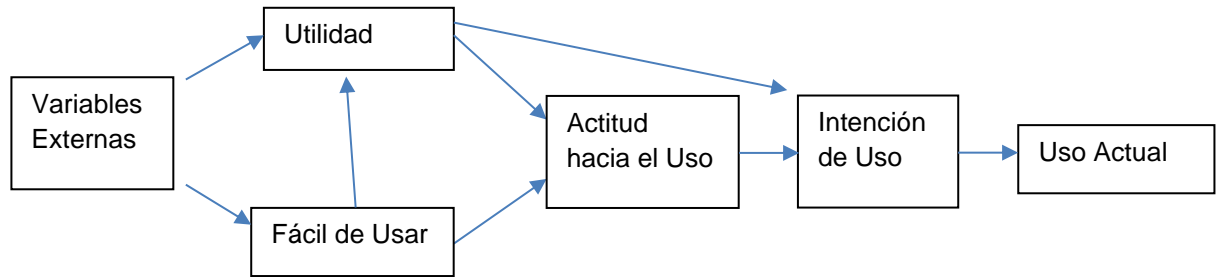 Utilidad
Variables
Externas
Fácil de Usar
Actitud
hacia el Uso
Intención
de Uso
Uso Actual